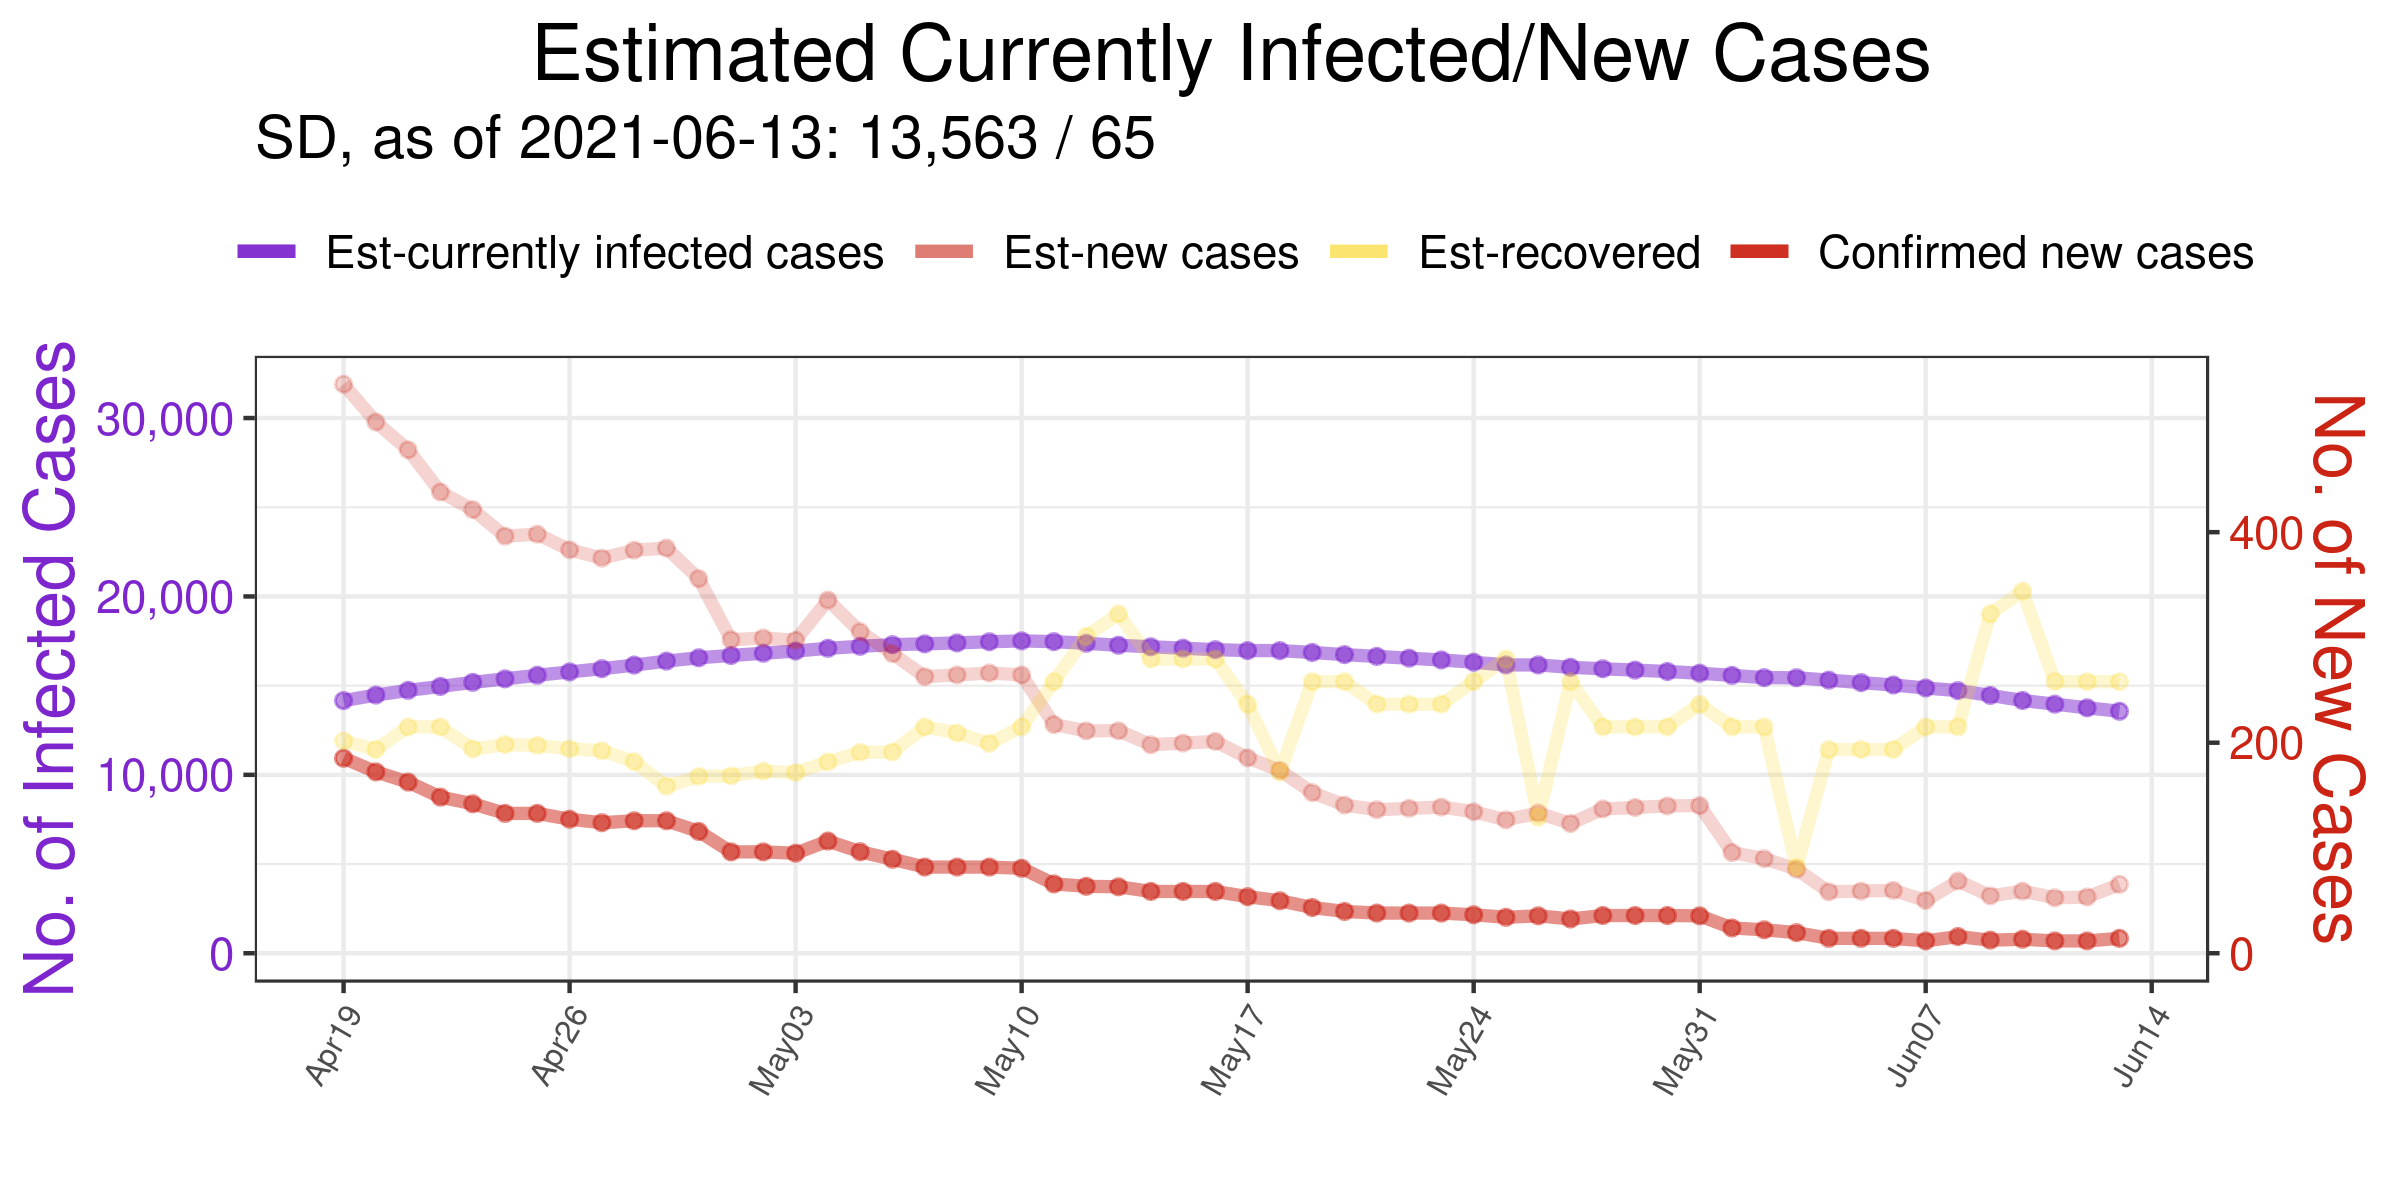 Estimated Currently Infected/New Cases
SD, as of 2021-06-13: 13,563 / 65
Est-currently infected cases
Est-new cases
Est-recovered
Confirmed new cases
No. of Infected Cases
30,000
20,000
10,000
0
No. of New Cases
400
200
0
Apr19
Apr26
May03
May10
May17
May24
May31
Jun07
Jun14